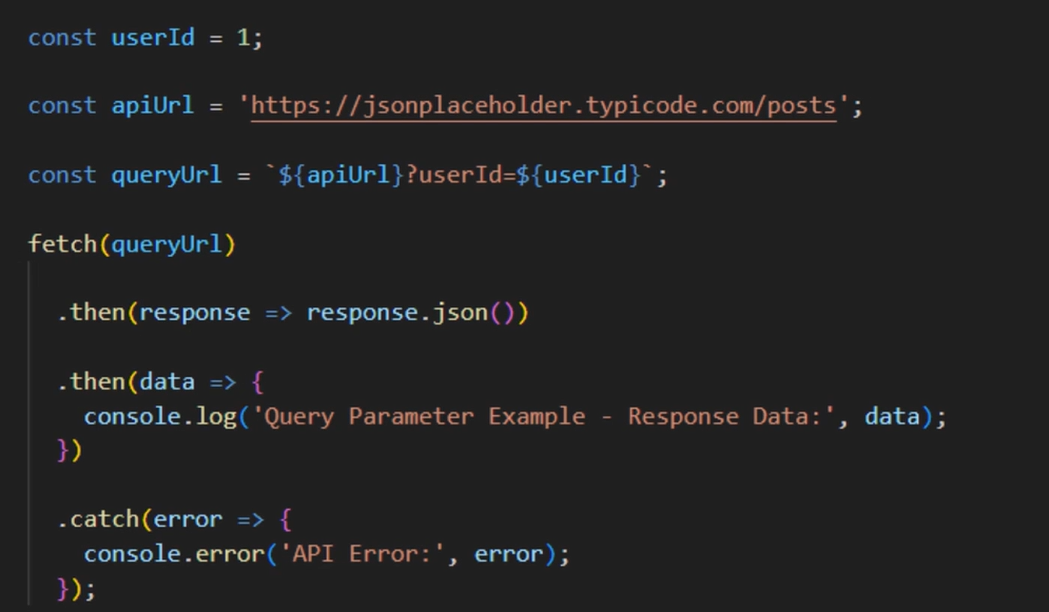 const userId = 1;
const apiUrl = 'https://jsonplaceholder.typicode.com/posts';
const queryUrl = `${apiUrl}?userId=${userId}`;
fetch(queryUrl)
.then(response => response.json())
.then(data => {
console.log('Query Parameter Example - Response Data:', data);
})
.catch(error => {
console.error('API Error:', error);
});